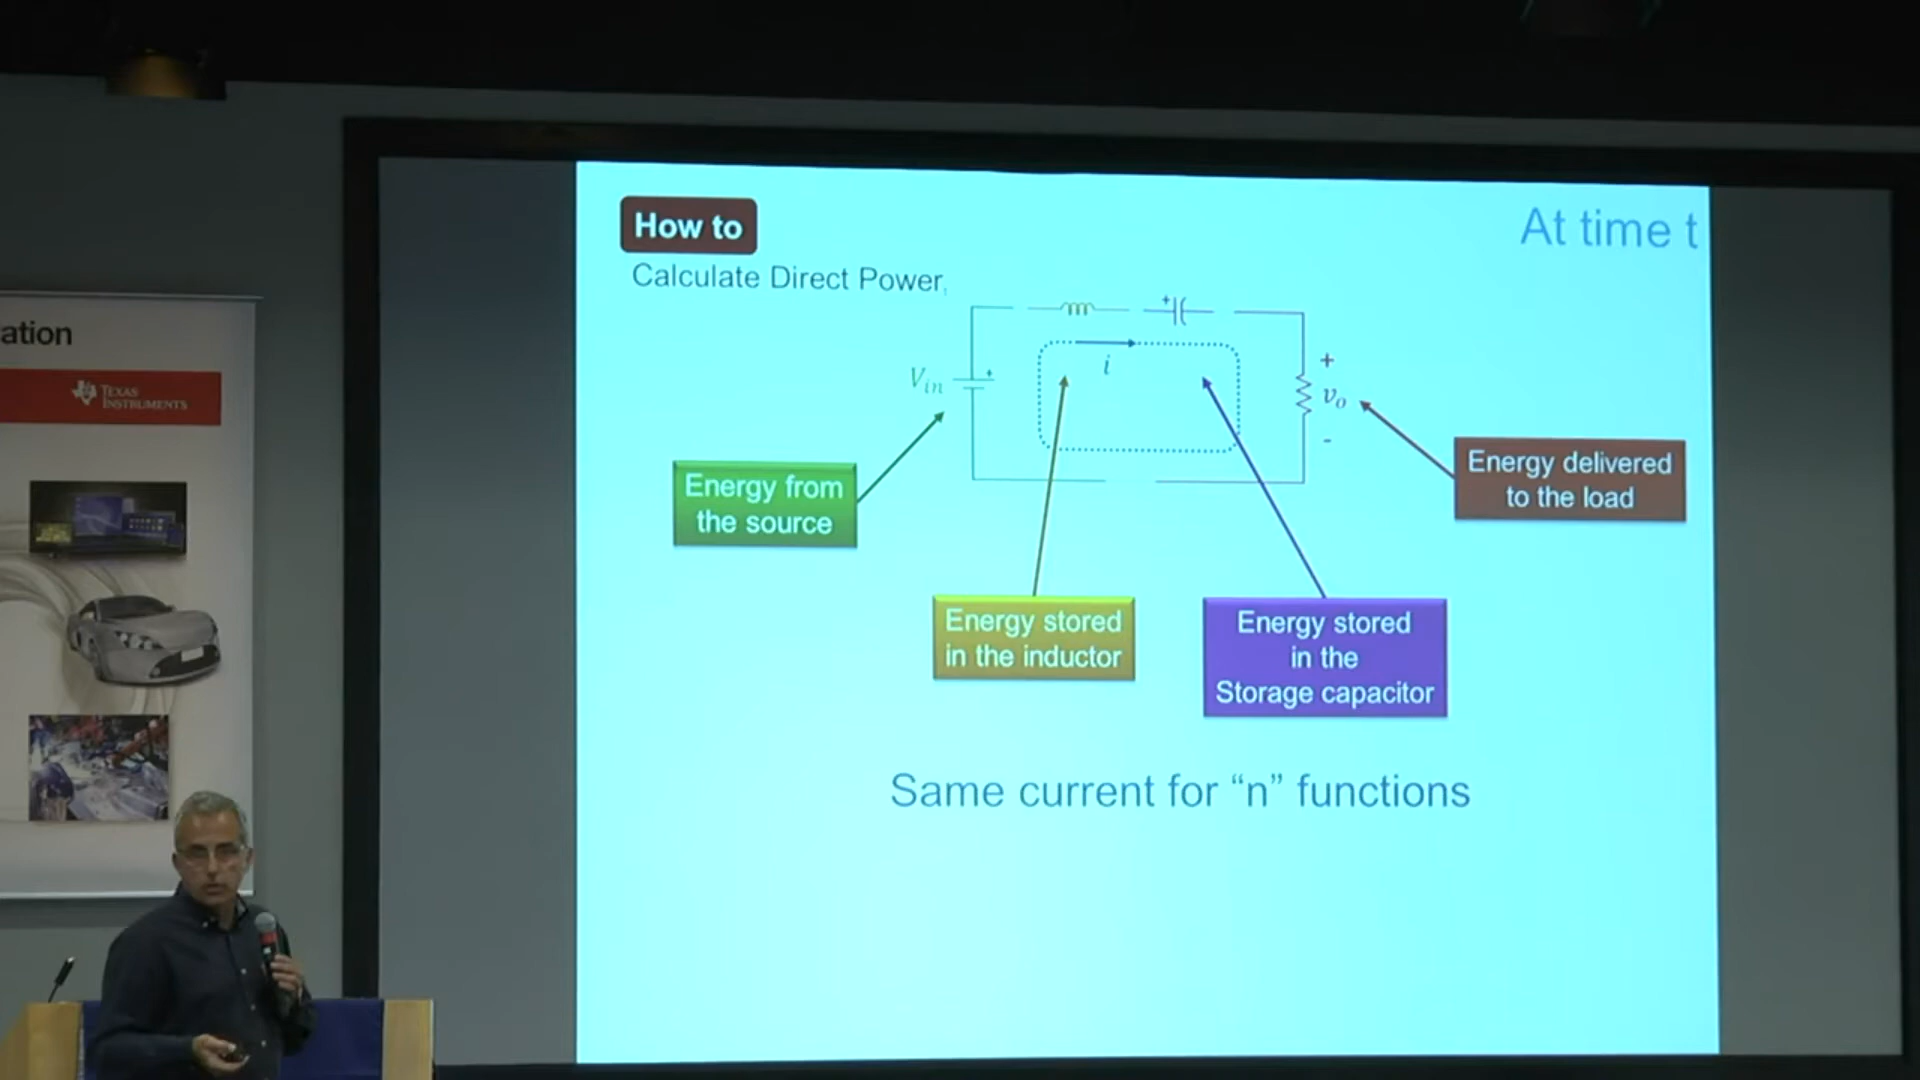 How to
At time t
Calculate Direct Power,
ation
TEXAS
INSTRUMENTS
+
i
+
V_in
+
v_o
-
Energy from
the source
Energy delivered
to the load
Energy stored
in the inductor
Energy stored
in the
Storage capacitor
Same current for “n” functions